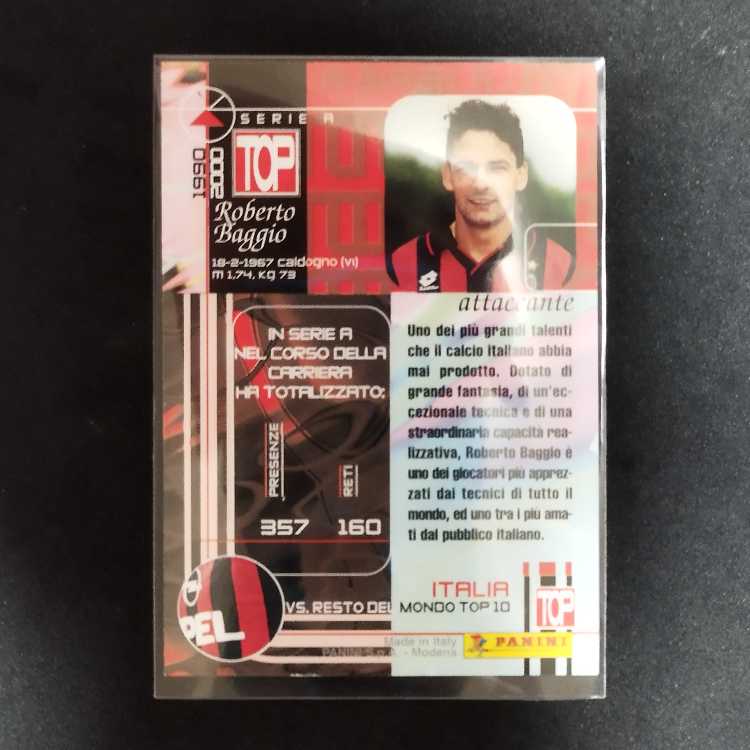 SERIE A
1990
2000
TOP
Roberto
Baggio
18-2-1967 Caldogno (VI)
m 1,74, kg 73
attaccante
IN SERIE A
NEL CORSO DELLA
CARRIERA
HA TOTALIZZATO:
PRESENZE
RETI
357 160
Uno dei più grandi talenti
che il calcio italiano abbia
mai prodotto. Dotato di
grande fantasia, di un'ec-
cezionale tecnica e di una
straordinaria capacità rea-
lizzativa, Roberto Baggio è
uno dei giocatori più apprez-
zati dai tecnici di tutto il
mondo, ed uno tra i più ama-
ti dal pubblico italiano.
PEL
ITALIA
VS. RESTO DEL MONDO TOP 10
TOP
Made in Italy
PANINI S.p.A. - Modena
PANINI